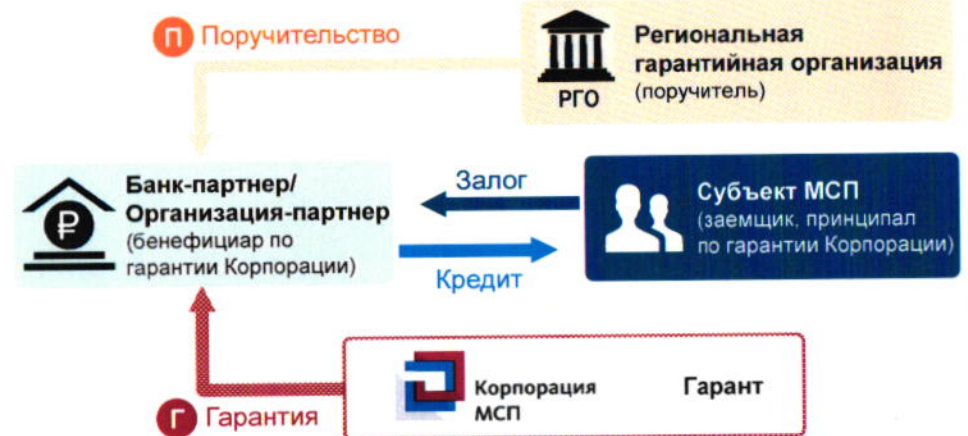 П Поручительство
Региональная
гарантийная организация
(поручитель)
РГО
Банк-партнер/
Организация-партнер
(бенефициар по
гарантии Корпорации)
₽
Залог
Кредит
Субъект МСП
(заемщик, принципал
по гарантии Корпорации)
Корпорация
МСП
Гарант
Г Гарантия